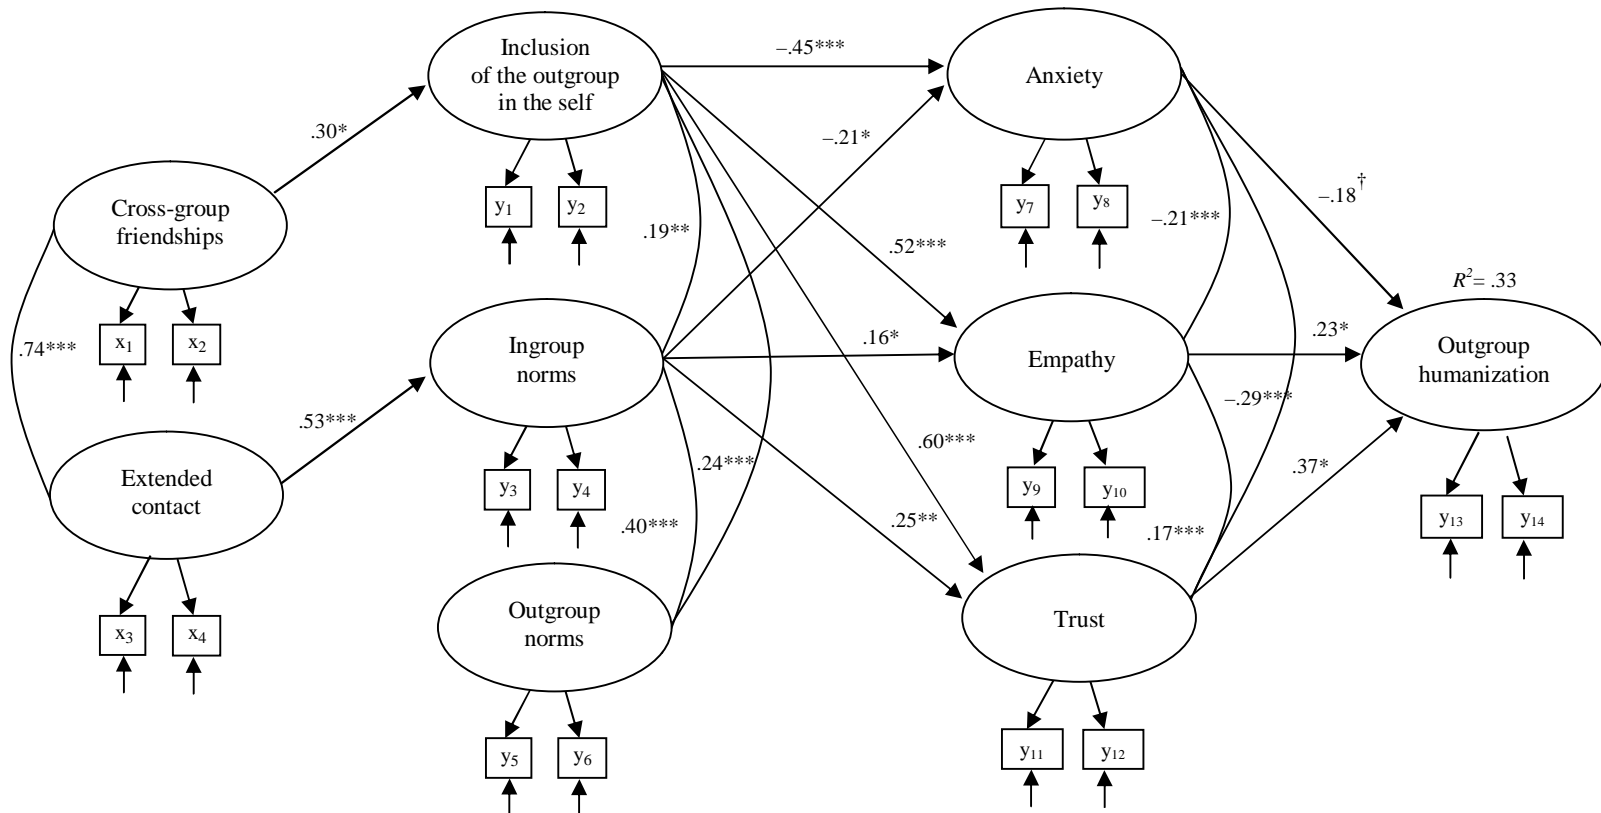 Inclusion
of the outgroup
in the self
–.45***
Anxiety
.30*
–.21*
y1
y2
y7
y8
–.18†
Cross-group
friendships
.19**
.52***
–.21***
R²= .33
x1
x2
.74***
Ingroup
norms
.16*
Empathy
.23*
Outgroup
humanization
.53***
–.29***
.60***
.24***
.37*
Extended
contact
y3
y4
y9
y10
.40***
.25**
.17***
y13
y14
x3
x4
Outgroup
norms
Trust
y5
y6
y11
y12